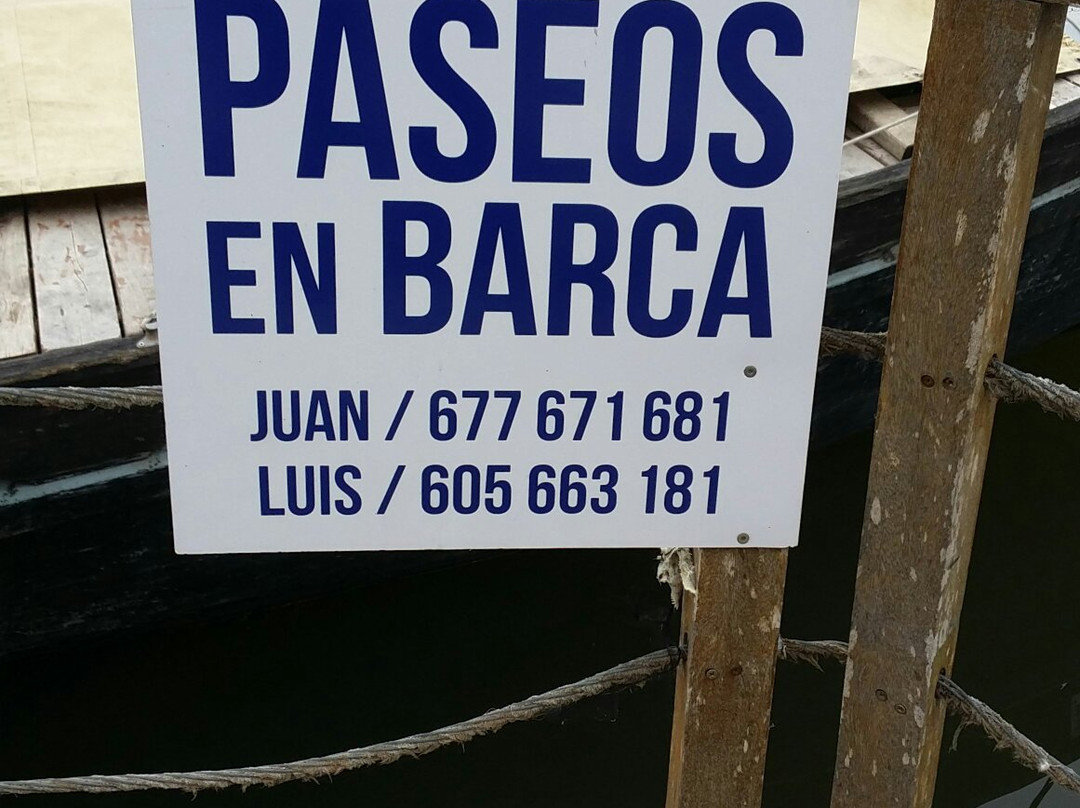 PASEOS
EN BARCA
JUAN / 677 671 681
LUIS / 605 663 181